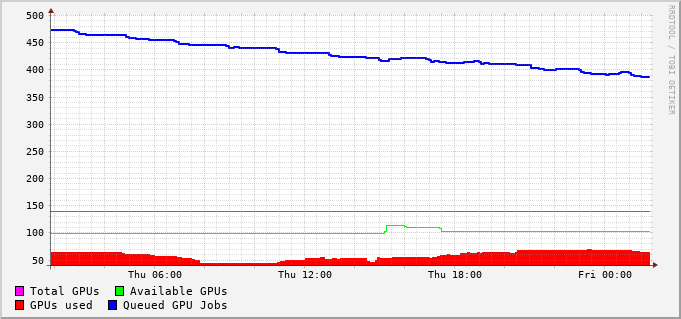 500
450
400
350
300
250
200
150
100
50
Thu 06:00 Thu 12:00 Thu 18:00 Fri 00:00
Total GPUs Available GPUs
GPUs used Queued GPU Jobs
RRDTOOL / TOBI OETIKER